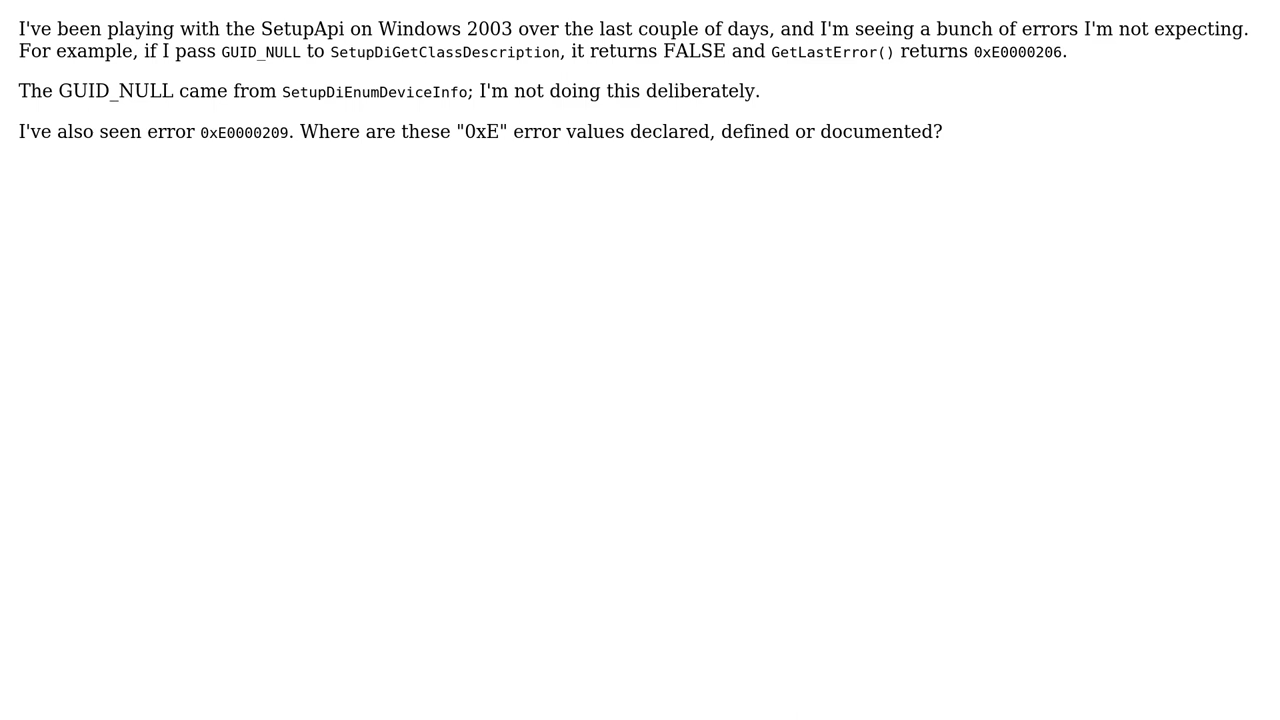 I've been playing with the SetupApi on Windows 2003 over the last couple of days, and I'm seeing a bunch of errors I'm not expecting.
For example, if I pass GUID_NULL to SetupDiGetClassDescription, it returns FALSE and GetLastError() returns 0xE0000206.
The GUID_NULL came from SetupDiEnumDeviceInfo; I'm not doing this deliberately.
I've also seen error 0xE0000209. Where are these "0xE" error values declared, defined or documented?